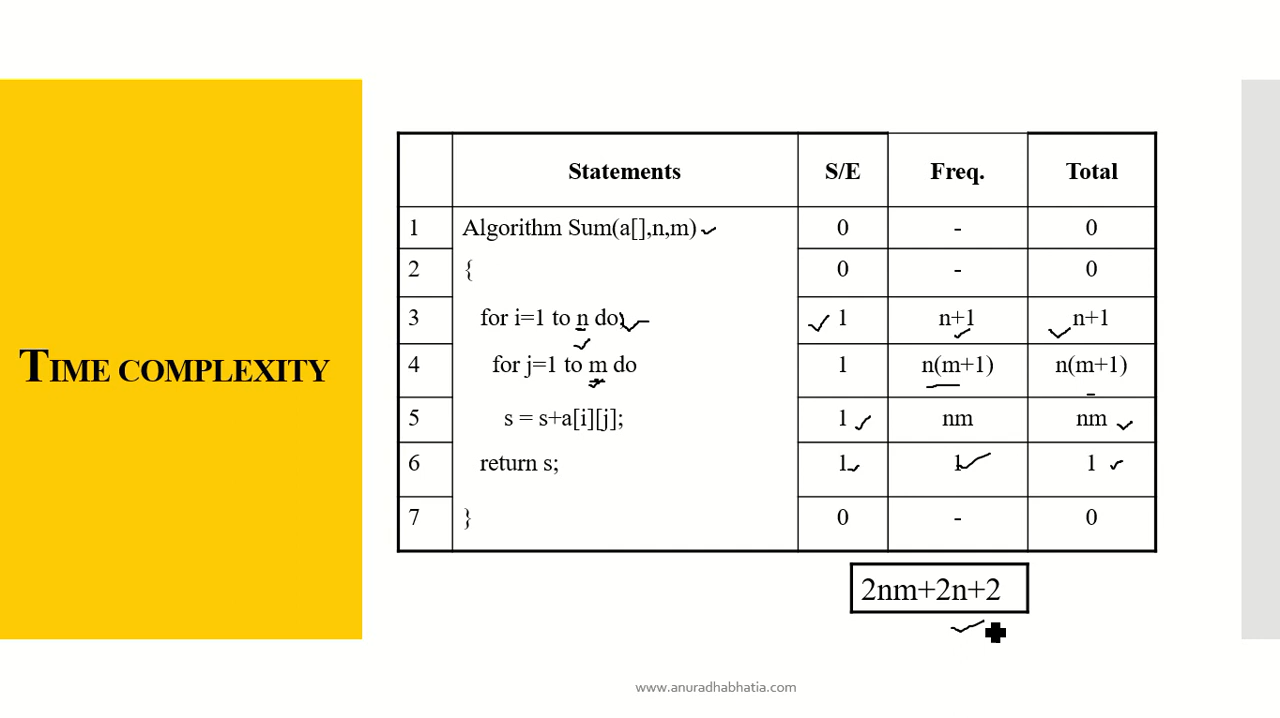 TIME COMPLEXITY
Statements S/E Freq. Total
1 Algorithm Sum(a[],n,m) 0 - 0
2 { 0 - 0
3 for i=1 to n do; 1 n+1 n+1
4 for j=1 to m do 1 n(m+1) n(m+1)
5 s = s+a[i][j]; 1 nm nm
6 return s; 1 1 1
7 } 0 - 0
2nm+2n+2
www.anuradhabhatia.com